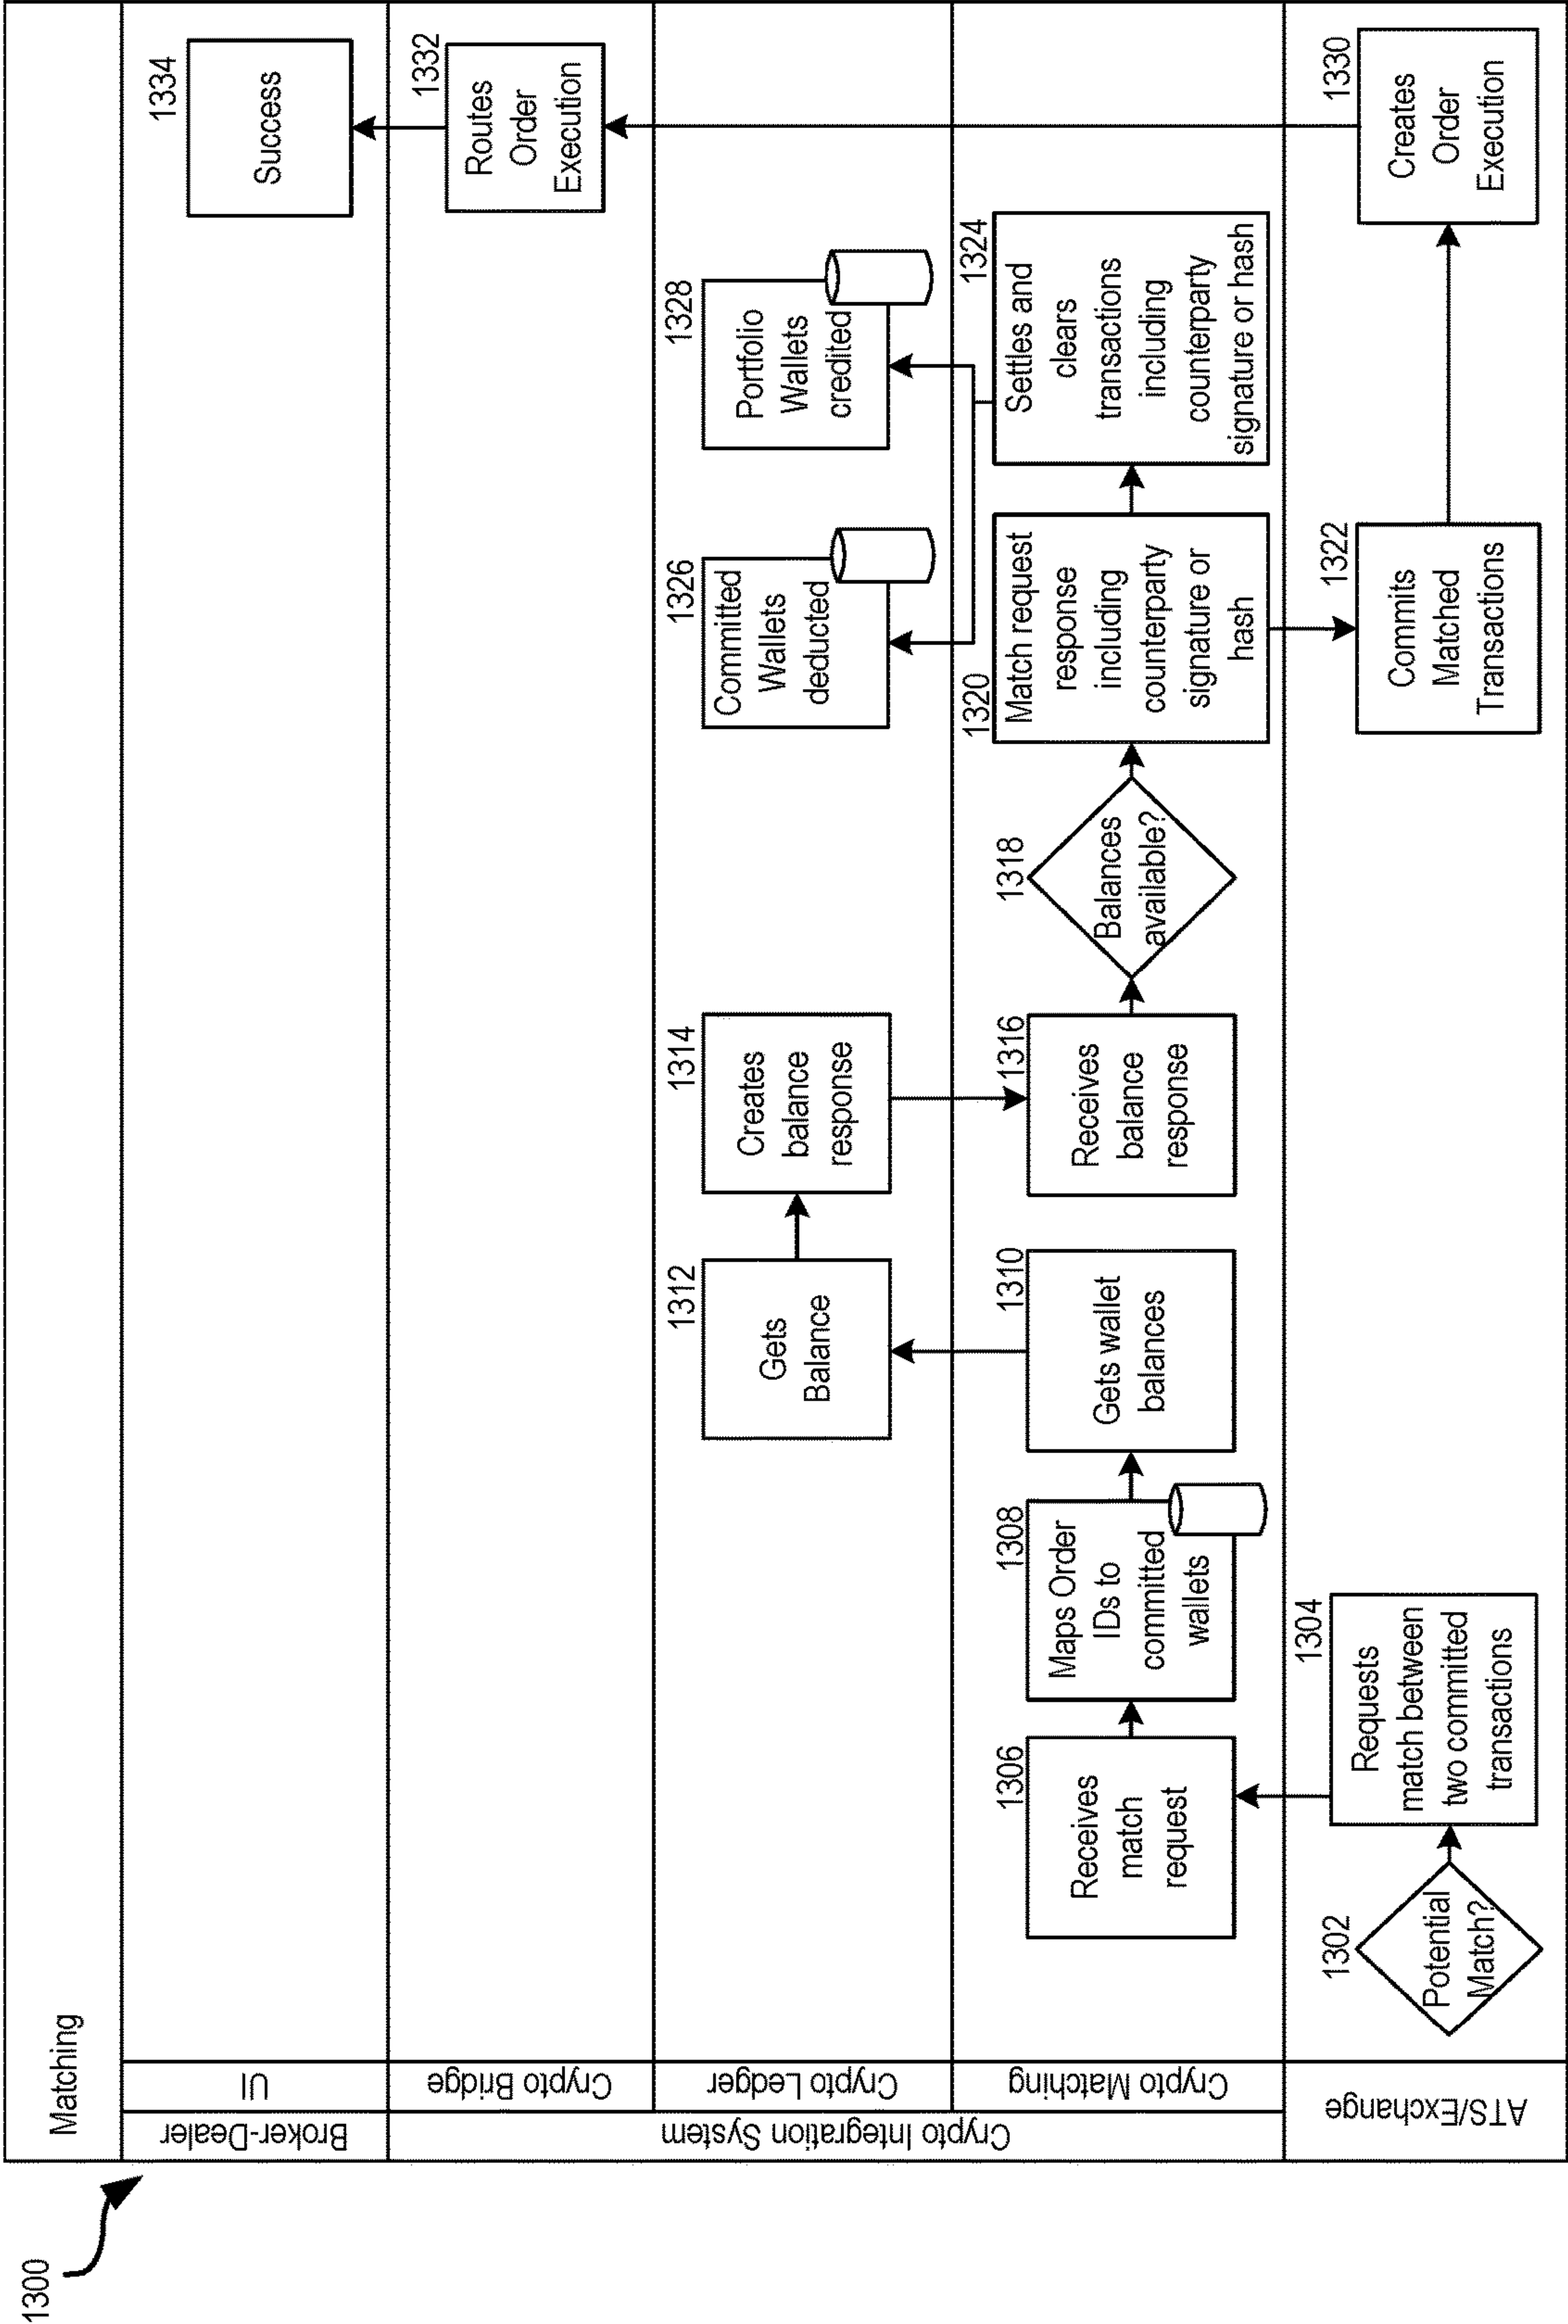 1300
Matching
Broker-Dealer
UI
1334
Success
Crypto Integration System
Crypto Bridge
1332
Routes
Order
Execution
Crypto Ledger
1312
Gets
Balance
1314
Creates
balance
response
1326
Committed
Wallets
deducted
1328
Portfolio
Wallets
credited
Crypto Matching
1306
Receives
match
request
1308
Maps Order
IDs to
committed
wallets
1310
Gets wallet
balances
1316
Receives
balance
response
1318
Balances
available?
1320
Match request
response
including
counterparty
signature or
hash
1324
Settles and
clears
transactions
including
counterparty
signature or hash
ATS/Exchange
1302
Potential
Match?
1304
Requests
match between
two committed
transactions
1322
Commits
Matched
Transactions
1330
Creates
Order
Execution